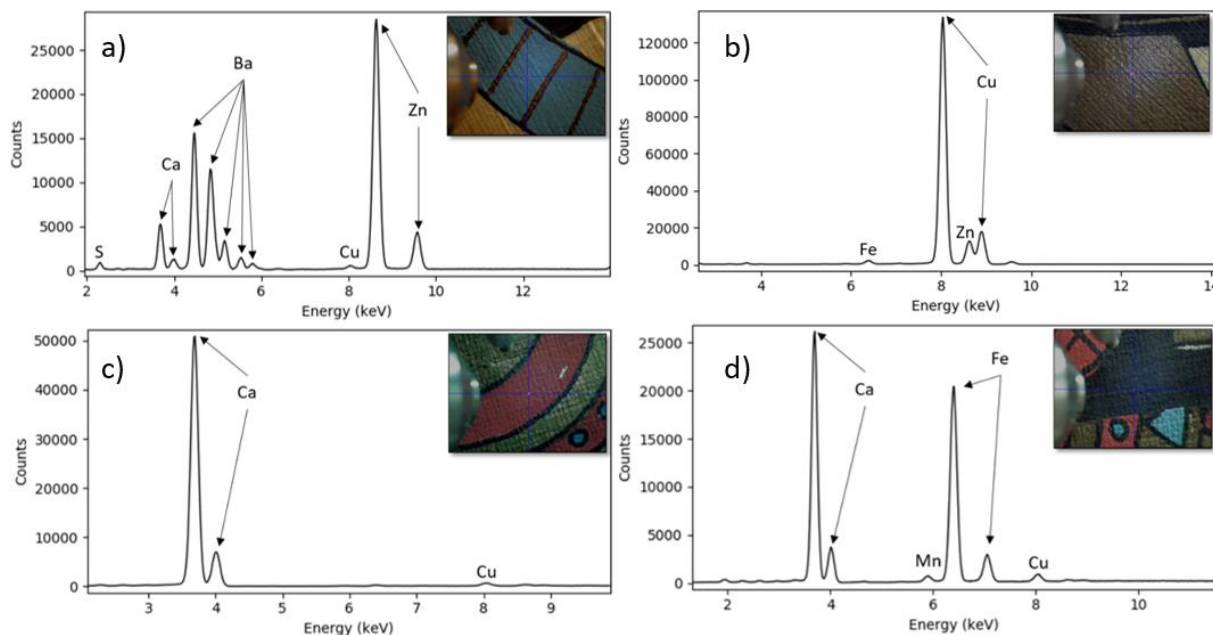 a)
25000
20000
15000
10000
5000
0
Counts
Ba
Ca
S
Cu
Zn
2 4 6 8 10 12
Energy (keV)
b)
120000
100000
80000
60000
40000
20000
0
Counts
Cu
Zn
Fe
4 6 8 10 12 14
Energy (keV)
c)
50000
40000
30000
20000
10000
0
Counts
Ca
Cu
3 4 5 6 7 8 9
Energy (keV)
d)
25000
20000
15000
10000
5000
0
Counts
Fe
Ca
Mn
Cu
2 4 6 8 10
Energy (keV)